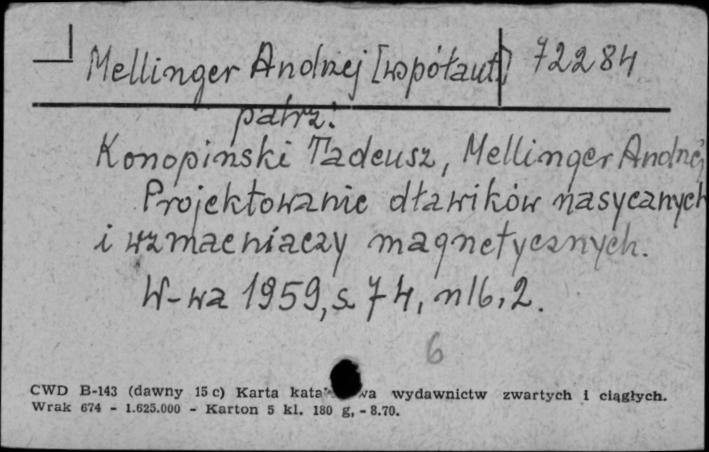 Mellinger Andrzej [współaut.] 72284
patrz:
Konopiński Tadeusz, Mellinger Andrzej
Projektowanie dławików nasycanych
i wzmacniaczy magnetycznych.
W-wa 1959, s. 74, nlb. 2.
6
CWD B-143 (dawny 15 c) Karta kata wa wydawnictw zwartych i ciągłych.
Wrak 674 - 1.625.000 - Karton 5 kl. 180 g, - 8.70.